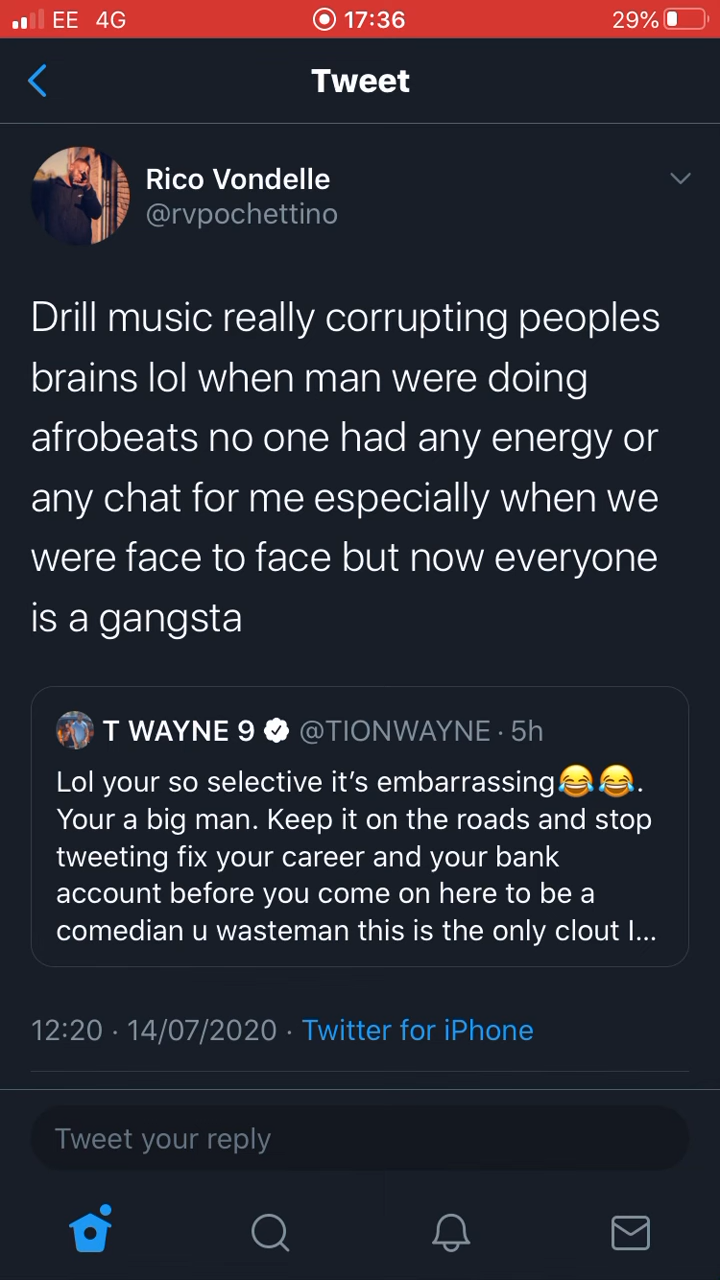 EE 4G 17:36 29%
Tweet
Rico Vondelle
@rvpochettino
Drill music really corrupting peoples
brains lol when man were doing
afrobeats no one had any energy or
any chat for me especially when we
were face to face but now everyone
is a gangsta
T WAYNE 9 @TIONWAYNE · 5h
Lol your so selective it’s embarrassing😂😂.
Your a big man. Keep it on the roads and stop
tweeting fix your career and your bank
account before you come on here to be a
comedian u wasteman this is the only clout I...
12:20 · 14/07/2020 · Twitter for iPhone
Tweet your reply